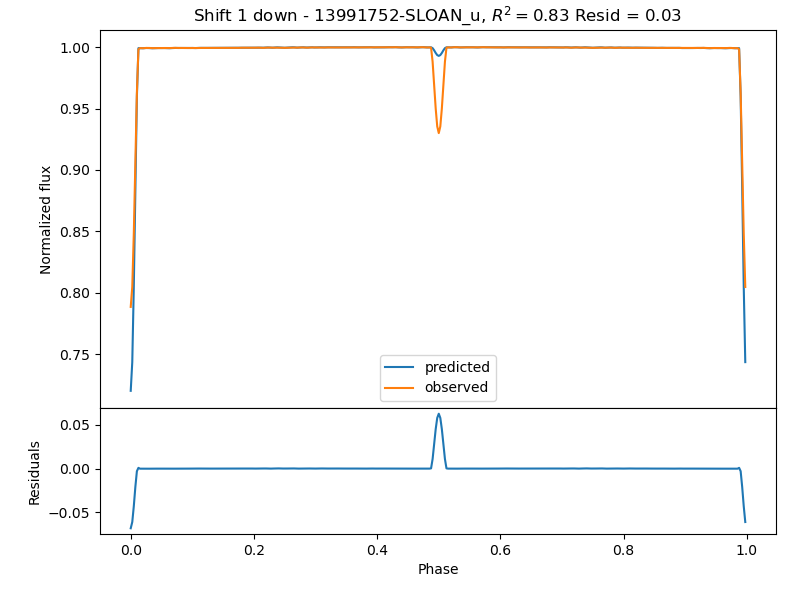 Shift 1 down - 13991752-SLOAN_u, R² = 0.83 Resid = 0.03
1.00
0.95
0.90
0.85
0.80
0.75
Normalized flux
predicted
observed
0.05
0.00
−0.05
Residuals
0.0
0.2
0.4
0.6
0.8
1.0
Phase